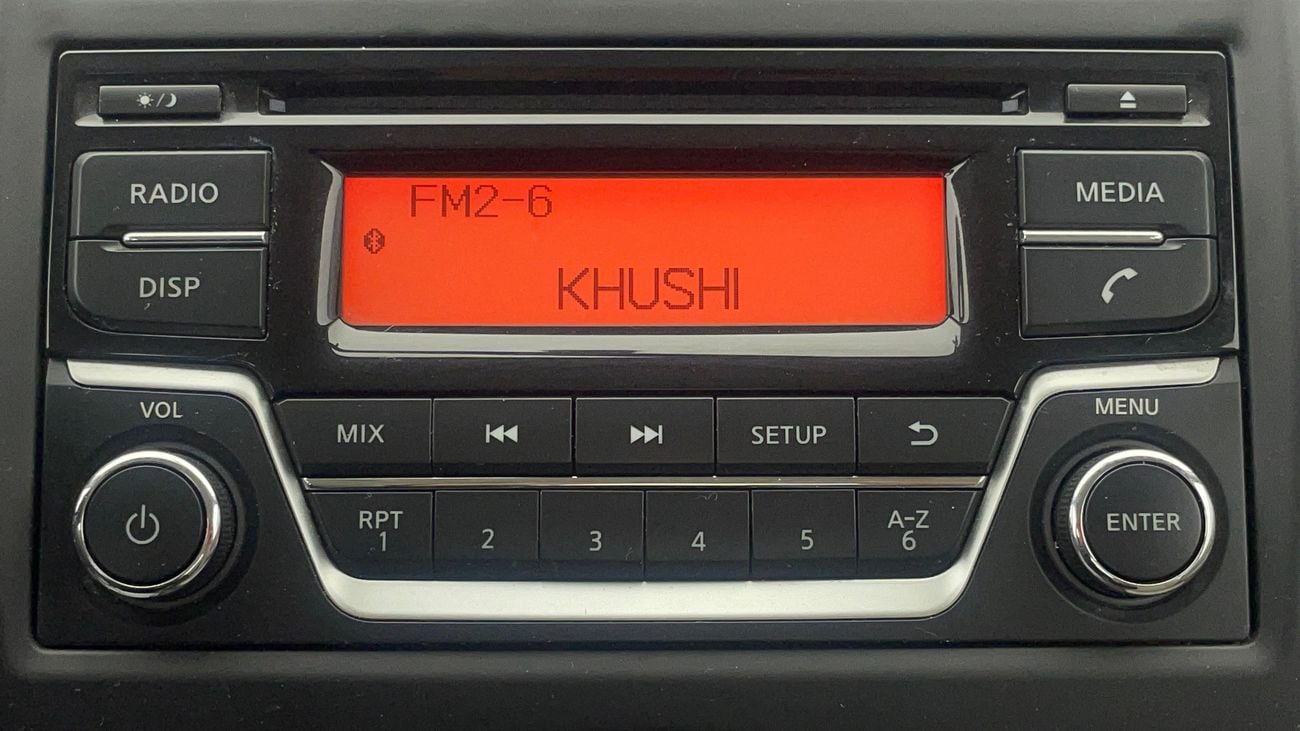 RADIO
DISP
FM2-6
KHUSHI
MEDIA
VOL
MIX
SETUP
MENU
RPT
1
2
3
4
5
A-Z
6
ENTER